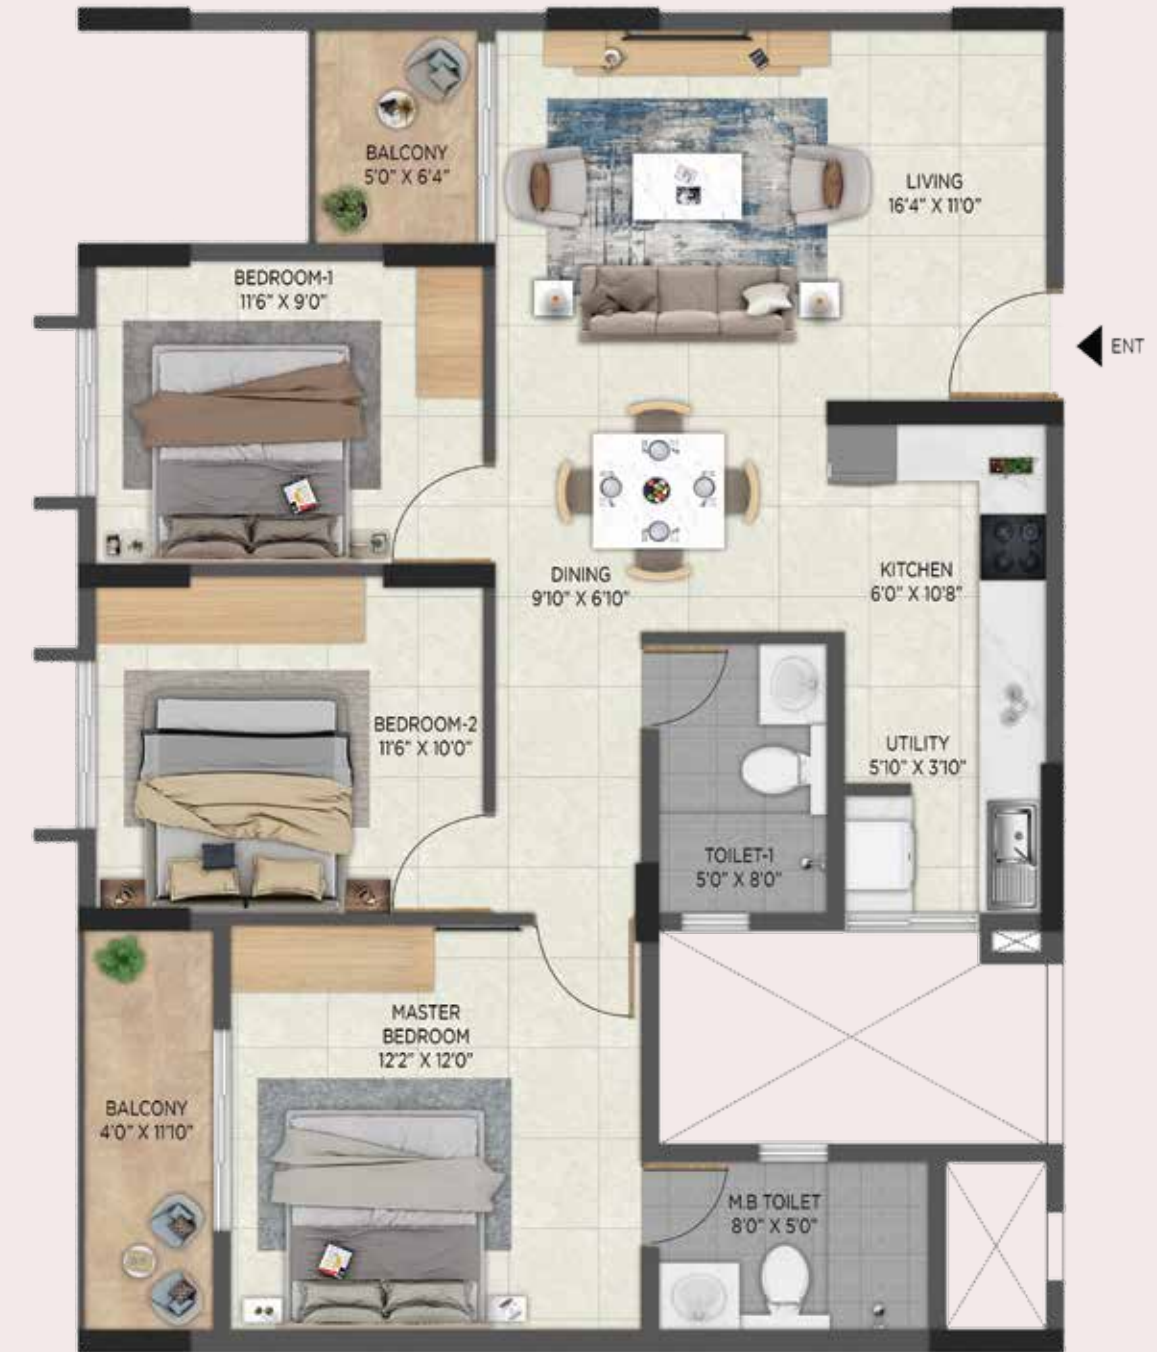 BALCONY
5'0" X 6'4"
LIVING
16'4" X 11'0"
BEDROOM-1
11'6" X 9'0"
ENT
DINING
9'10" X 6'10"
KITCHEN
6'0" X 10'8"
BEDROOM-2
11'6" X 10'0"
UTILITY
5'10" X 3'10"
TOILET-1
5'0" X 8'0"
MASTER
BEDROOM
12'2" X 12'0"
BALCONY
4'0" X 11'10"
M.B TOILET
8'0" X 5'0"